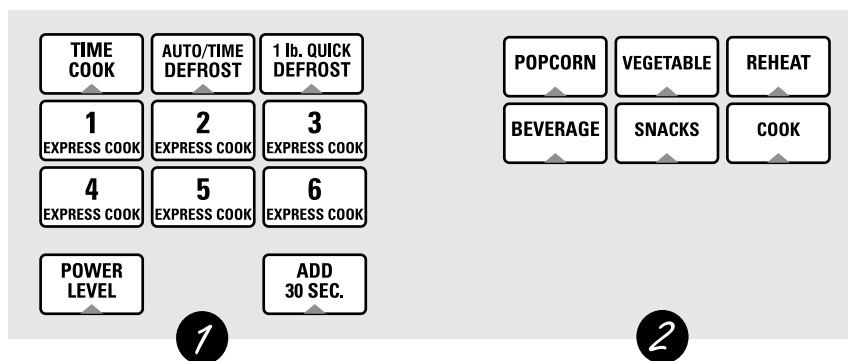 TIME
COOK
AUTO/TIME
DEFROST
1 lb. QUICK
DEFROST
1
EXPRESS COOK
2
EXPRESS COOK
3
EXPRESS COOK
4
EXPRESS COOK
5
EXPRESS COOK
6
EXPRESS COOK
POWER
LEVEL
ADD
30 SEC.
1
POPCORN
VEGETABLE
REHEAT
BEVERAGE
SNACKS
COOK
2